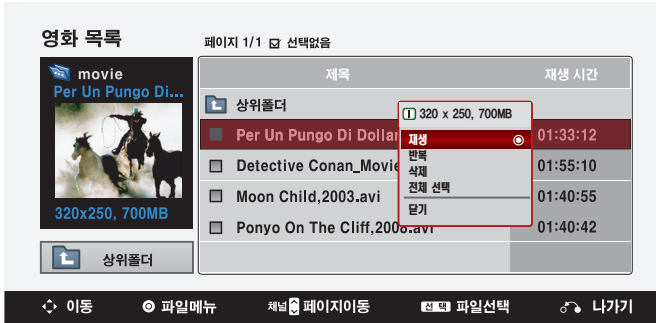 영화 목록
페이지 1/1 선택없음
movie
Per Un Pungo Di...
320x250, 700MB
상위폴더
제목 재생 시간
상위폴더
Per Un Pungo Di Dollar 01:33:12
Detective Conan_Movie 01:55:10
Moon Child,2003.avi 01:40:55
Ponyo On The Cliff,2008.avi 01:40:42
320 x 250, 700MB
재생
반복
삭제
전체 선택
닫기
이동 파일메뉴 채널 페이지이동 선택 파일선택 나가기